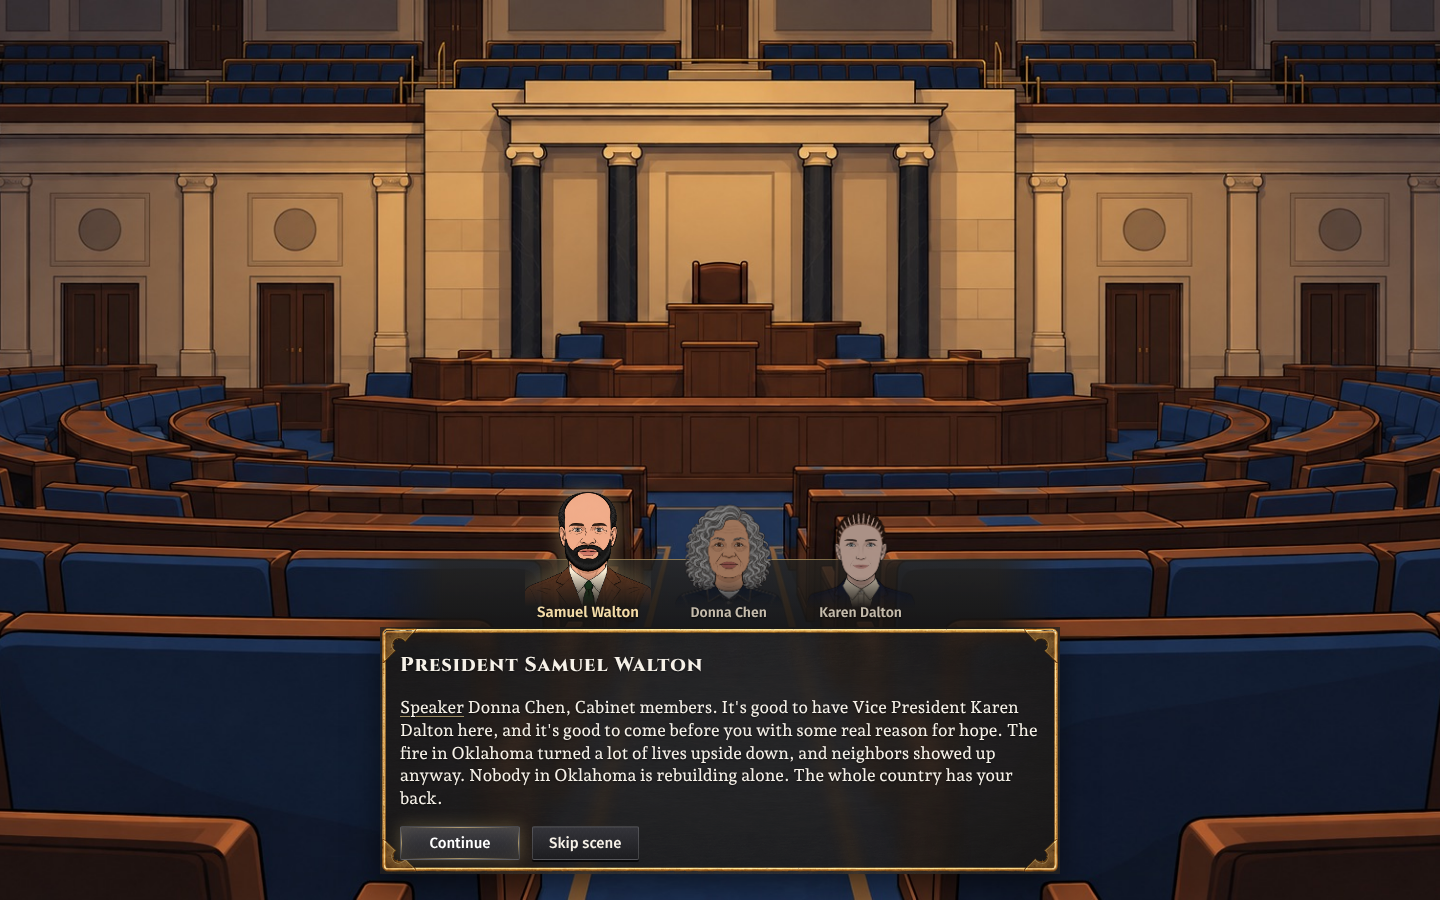 Samuel Walton
Donna Chen
Karen Dalton
President Samuel Walton
Speaker Donna Chen, Cabinet members. It's good to have Vice President Karen
Dalton here, and it's good to come before you with some real reason for hope. The
fire in Oklahoma turned a lot of lives upside down, and neighbors showed up
anyway. Nobody in Oklahoma is rebuilding alone. The whole country has your
back.
Continue
Skip scene